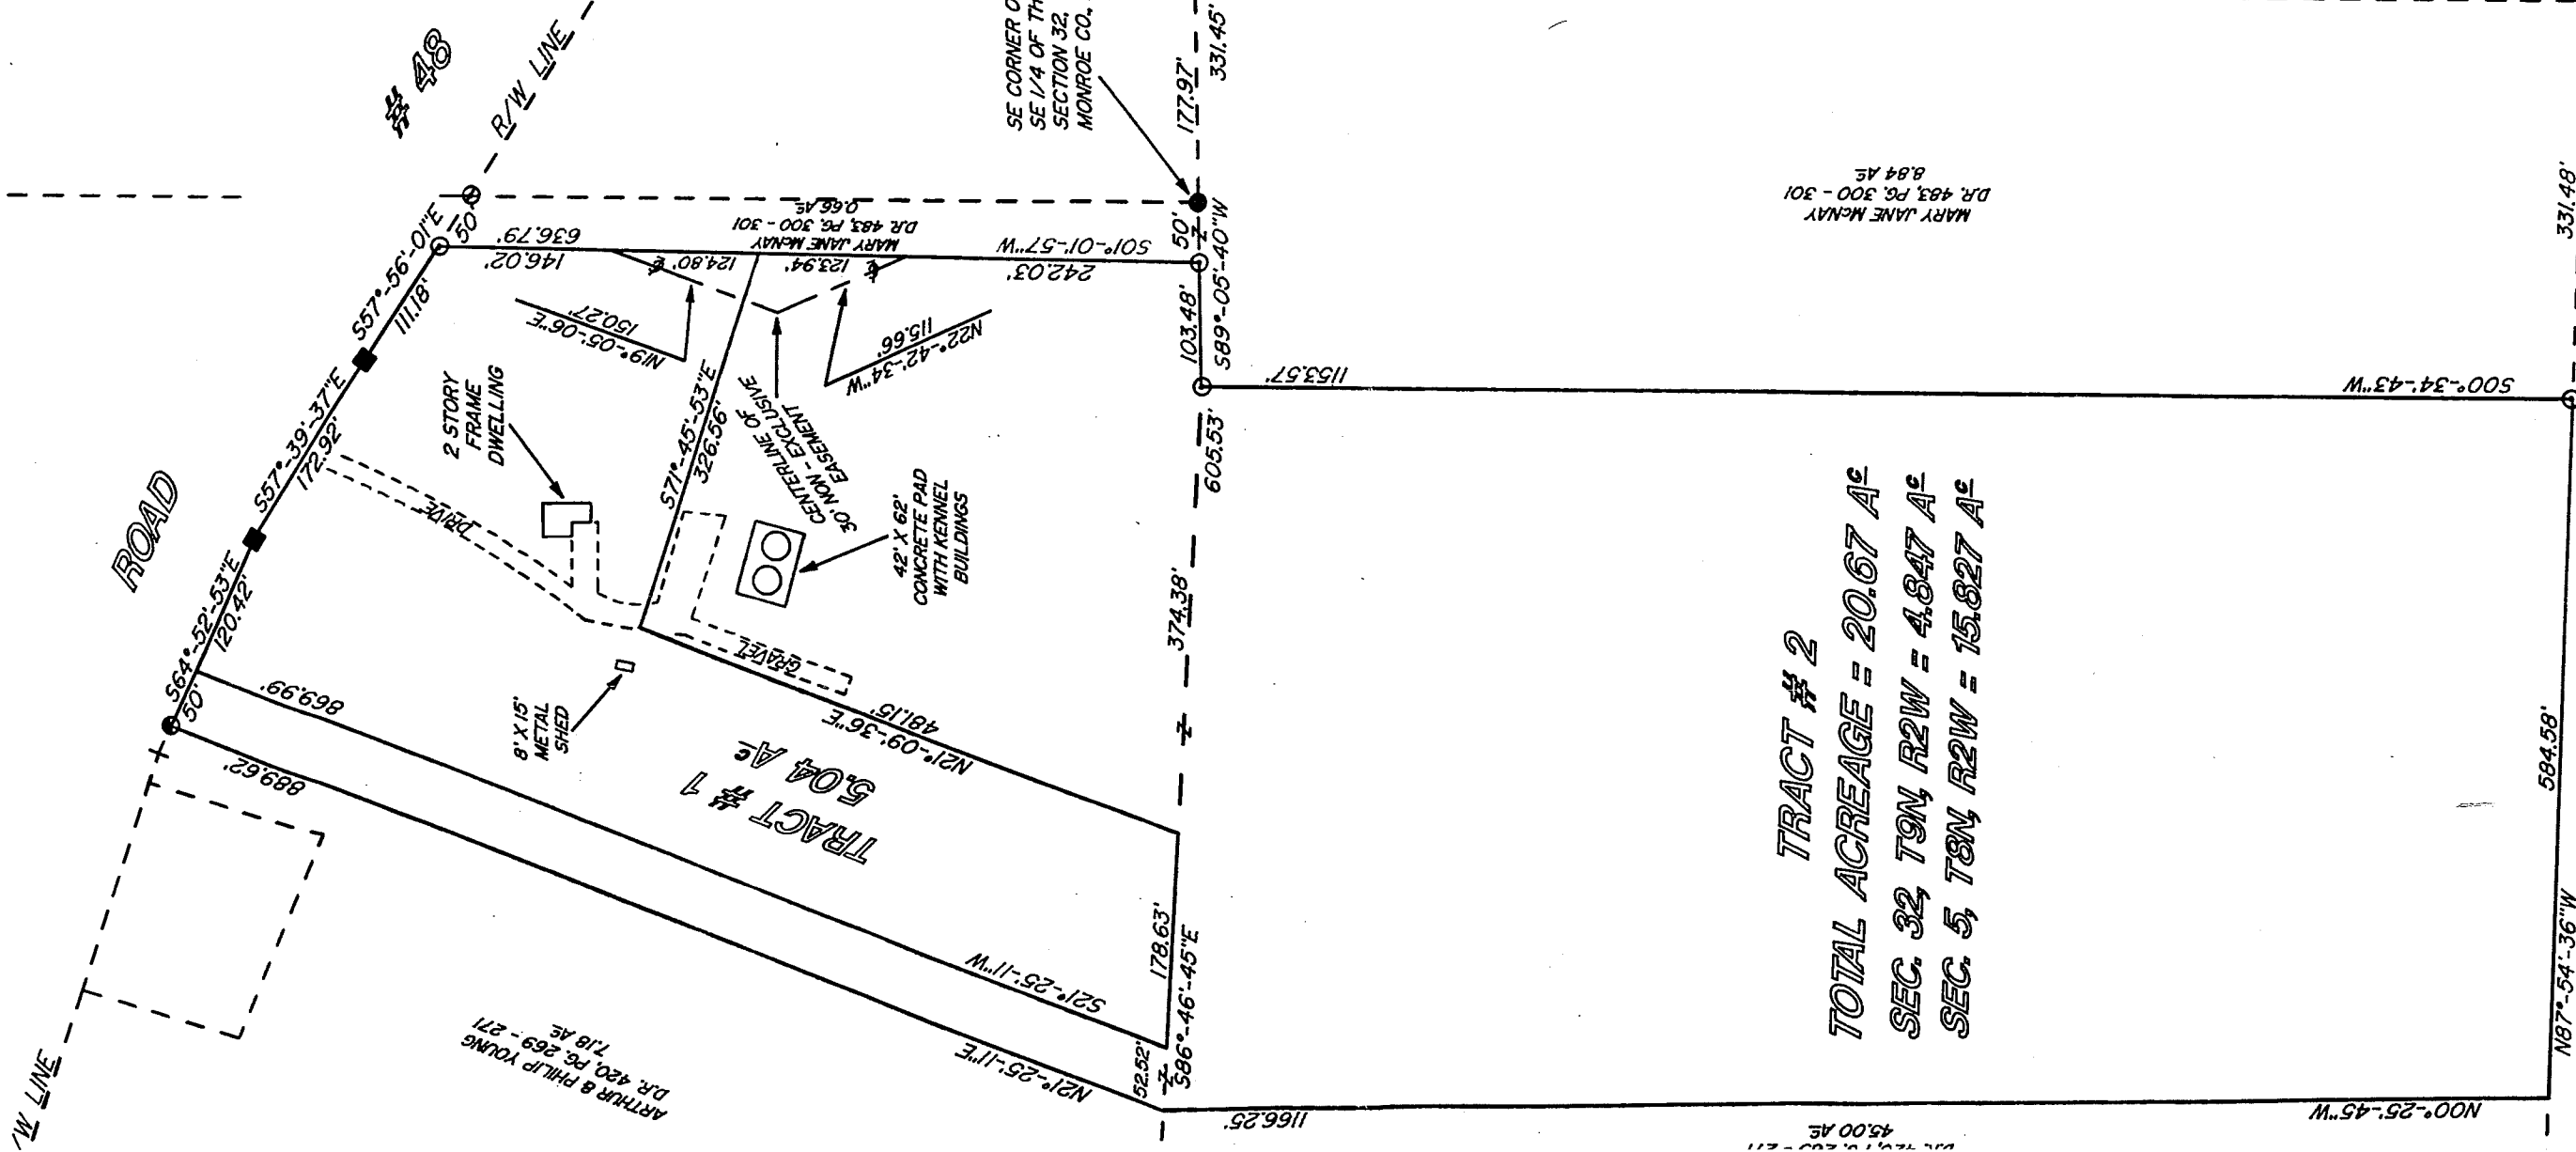 # 48
R/W LINE
ROAD
/W LINE
SE CORNER O
SE 1/4 OF TH
SECTION 32,
MONROE CO.,
177.97'
331.45'
S57°-56'-01"E
111.18'
50'
S57°-39'-37"E
172.92'
S64°-52'-53"E
120.42'
50'
636.79'
146.02'
MARY JANE McNAY
D.R. 483, PG. 300 - 301
0.66 Ac
S01°-01'-57"W
242.03'
124.80'
123.94'
50'
103.48'
S89°-05'-40"W
N19°-05'-06"E
150.27'
N22°-42'-34"W
115.66'
CENTERLINE OF
30' NON - EXCLUSIVE
EASEMENT
S71°-45'-53"E
326.56'
2 STORY
FRAME
DWELLING
DRIVE
42' X 62'
CONCRETE PAD
WITH KENNEL
BUILDINGS
GRAVEL
8' X 15'
METAL
SHED
869.99'
S21°-25'-11"W
889.62'
N21°-25'-11"E
N21°-09'-36"E
481.15'
TRACT # 1
5.04 Ac
ARTHUR & PHILIP YOUNG
D.R. 420, PG. 269 - 271
7.18 Ac
605.53'
374.38'
178.63'
52.52'
S86°-46'-45"E
1153.57'
S00°-34'-43"W
MARY JANE McNAY
D.R. 483, PG. 300 - 301
8.84 Ac
331.48'
TRACT # 2
TOTAL ACREAGE = 20.67 Ac
SEC. 32, T9N, R2W = 4.847 Ac
SEC. 5, T8N, R2W = 15.827 Ac
584.58'
N87°-54'-36"W
1166.25'
N00°-25'-45"W
45.00 Ac